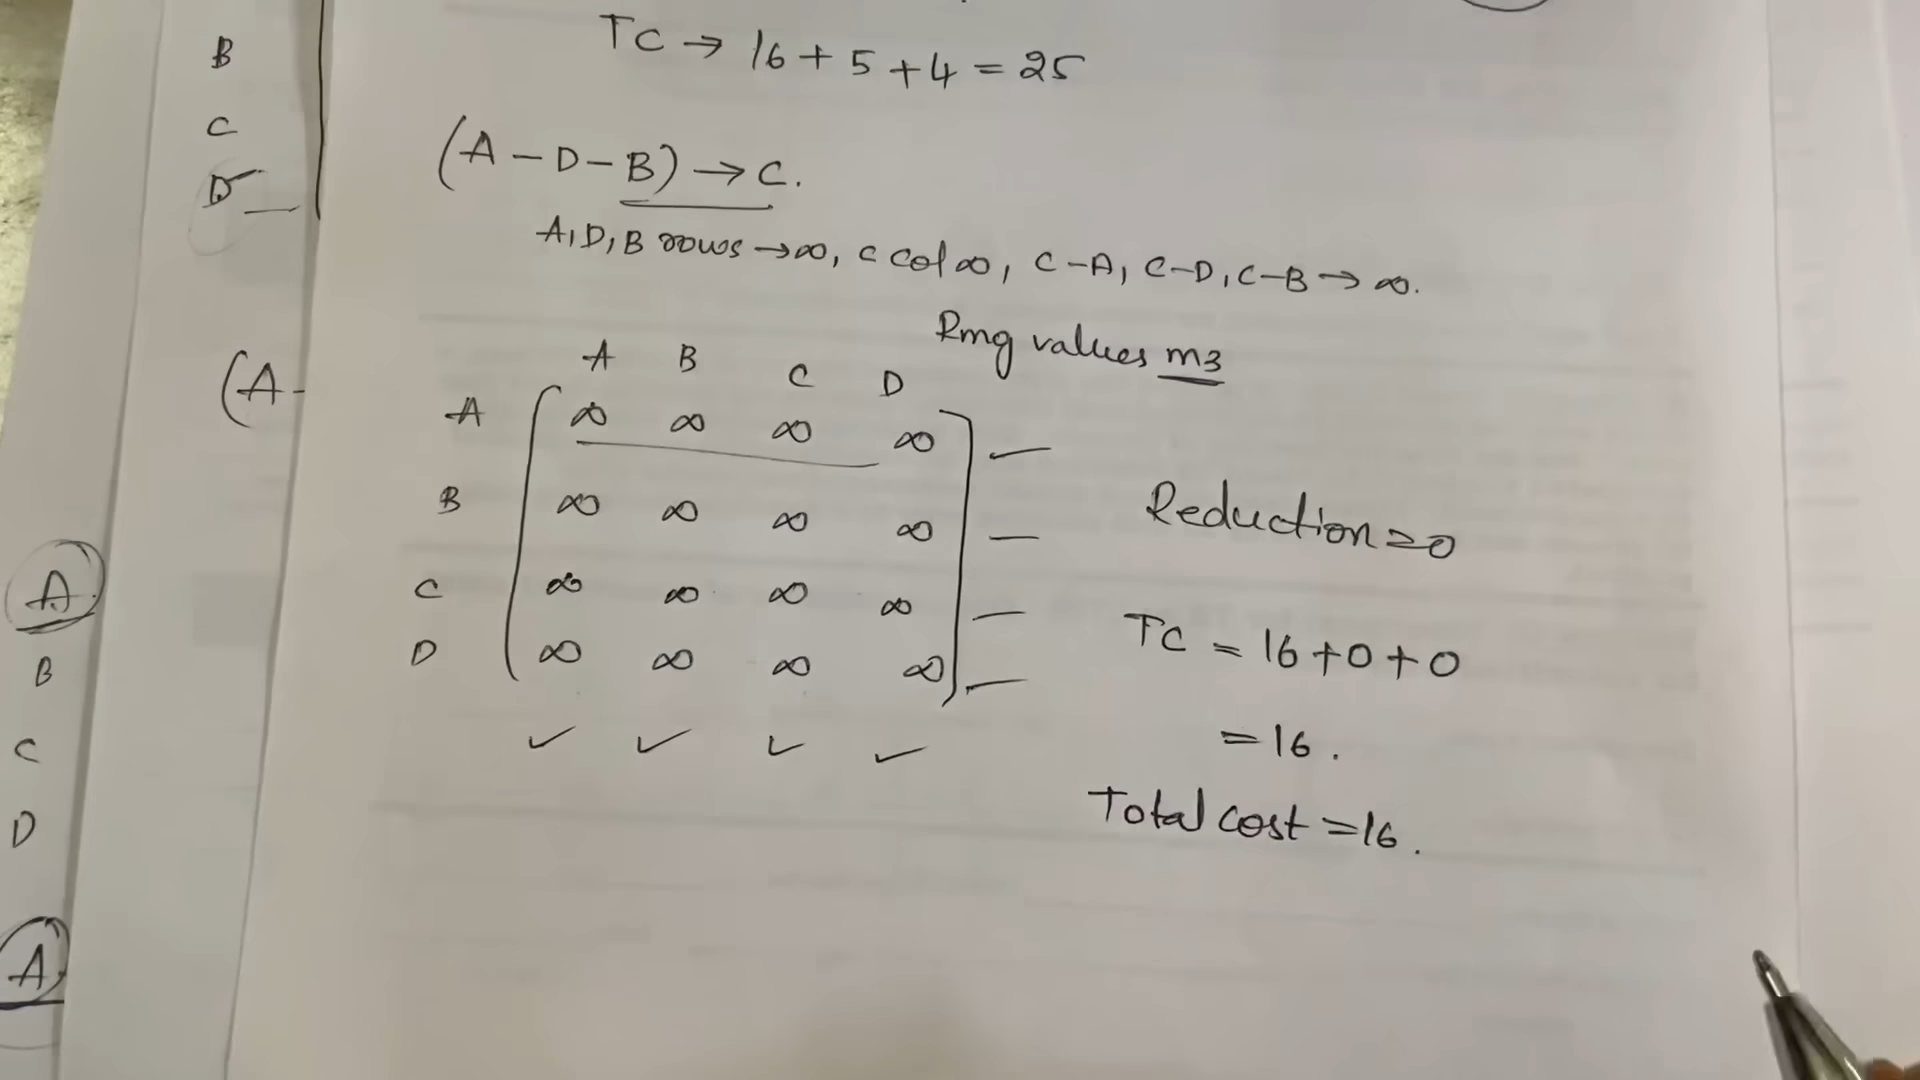 TC → 16 + 5 + 4 = 25
(A - D - B) → C.
A, D, B rows → ∞, C col ∞, C-A, C-D, C-B → ∞.
Rmg values m3
A B C D
A ∞ ∞ ∞ ∞ —
B ∞ ∞ ∞ ∞ —
C ∞ ∞ ∞ ∞ —
D ∞ ∞ ∞ ∞ —
✓ ✓ ✓ ✓
Reduction = 0
TC = 16 + 0 + 0
= 16.
Total cost = 16.
B
C
D
(A -
A
B
C
D
A